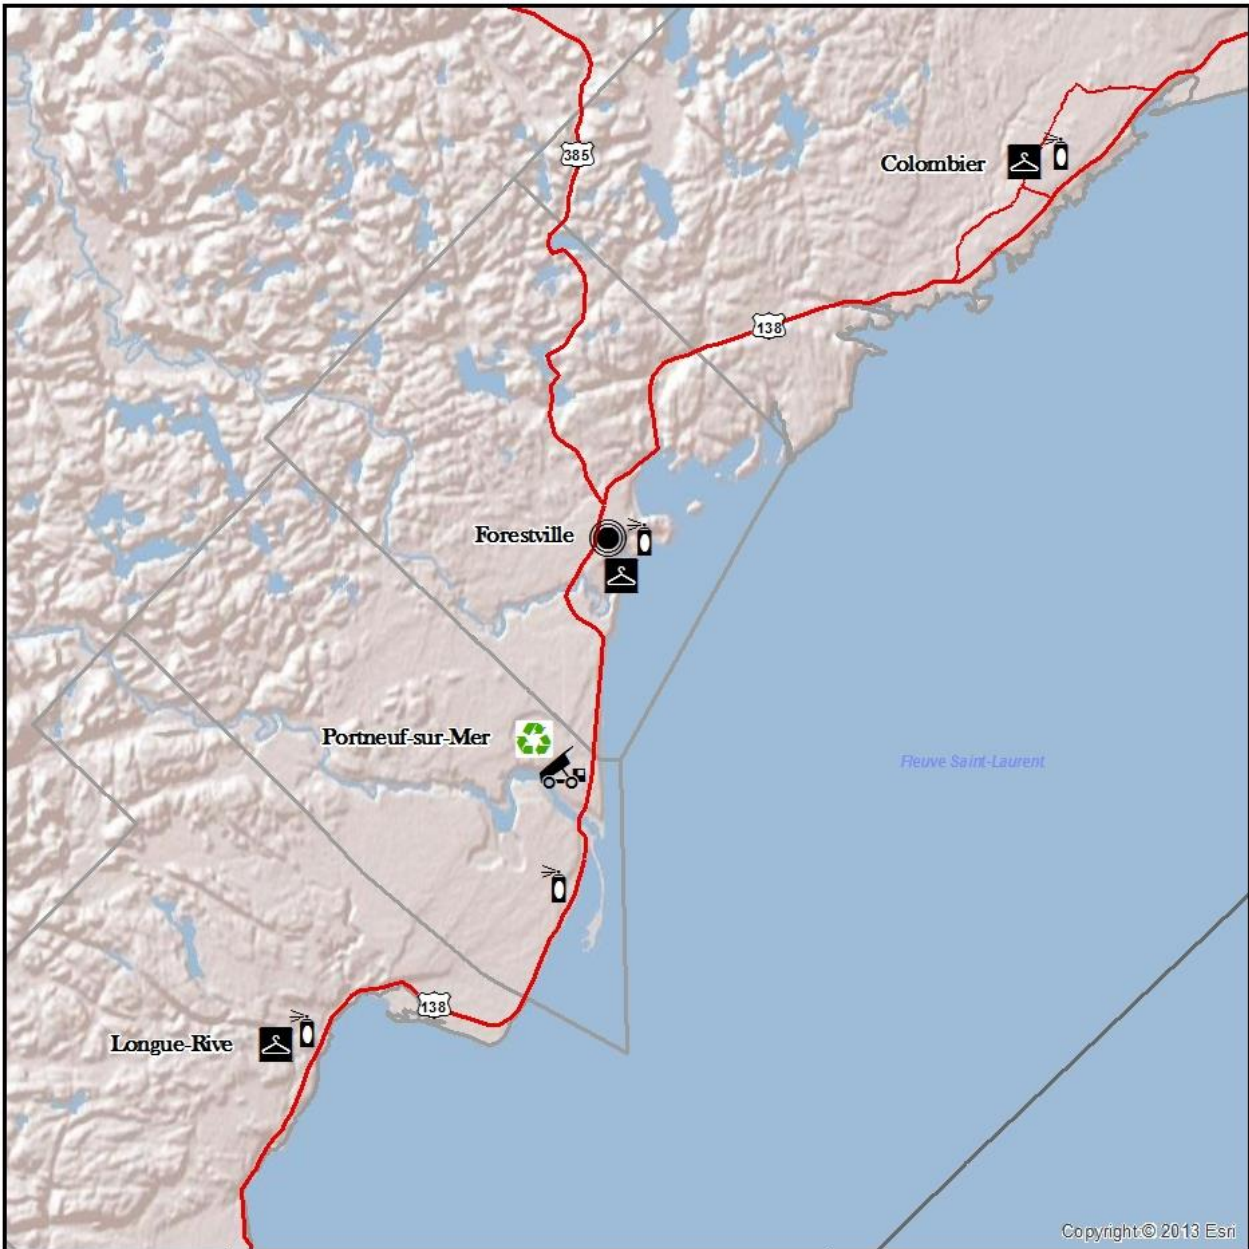 385
Colombier
138
Forestville
Portneuf-sur-Mer
Fleuve Saint-Laurent
138
Longue-Rive
Copyright:© 2013 Esri